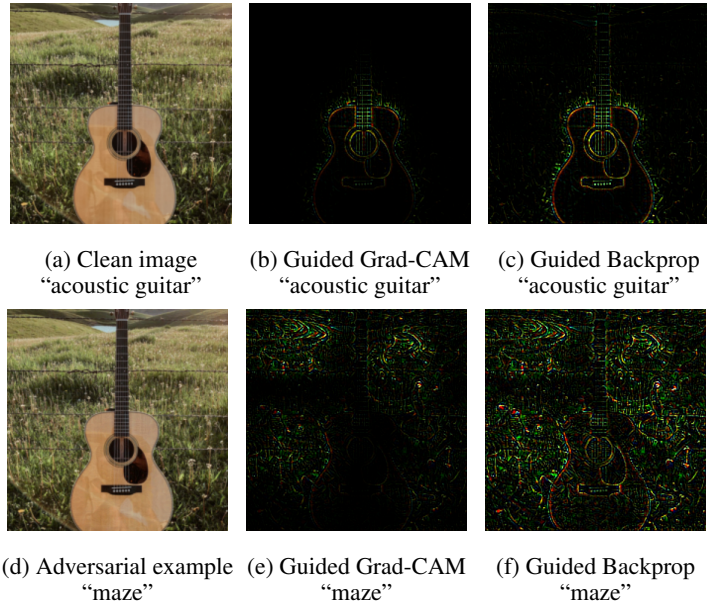 (a) Clean image
“acoustic guitar”
(b) Guided Grad-CAM
“acoustic guitar”
(c) Guided Backprop
“acoustic guitar”
(d) Adversarial example
“maze”
(e) Guided Grad-CAM
“maze”
(f) Guided Backprop
“maze”